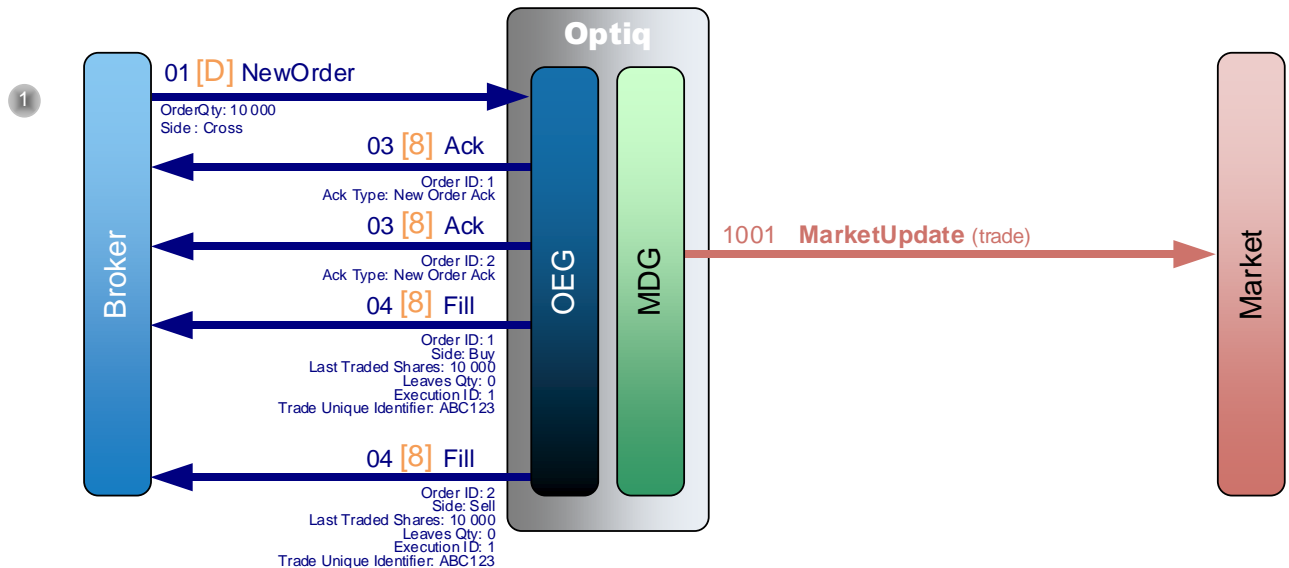 Optiq
1
01 [D] NewOrder
OrderQty: 10 000
Side : Cross
03 [8] Ack
Order ID: 1
Ack Type: New Order Ack
03 [8] Ack
Order ID: 2
Ack Type: New Order Ack
04 [8] Fill
Order ID: 1
Side: Buy
Last Traded Shares: 10 000
Leaves Qty: 0
Execution ID: 1
Trade Unique Identifier: ABC123
04 [8] Fill
Order ID: 2
Side: Sell
Last Traded Shares: 10 000
Leaves Qty: 0
Execution ID: 1
Trade Unique Identifier: ABC123
Broker
OEG
MDG
1001 MarketUpdate (trade)
Market